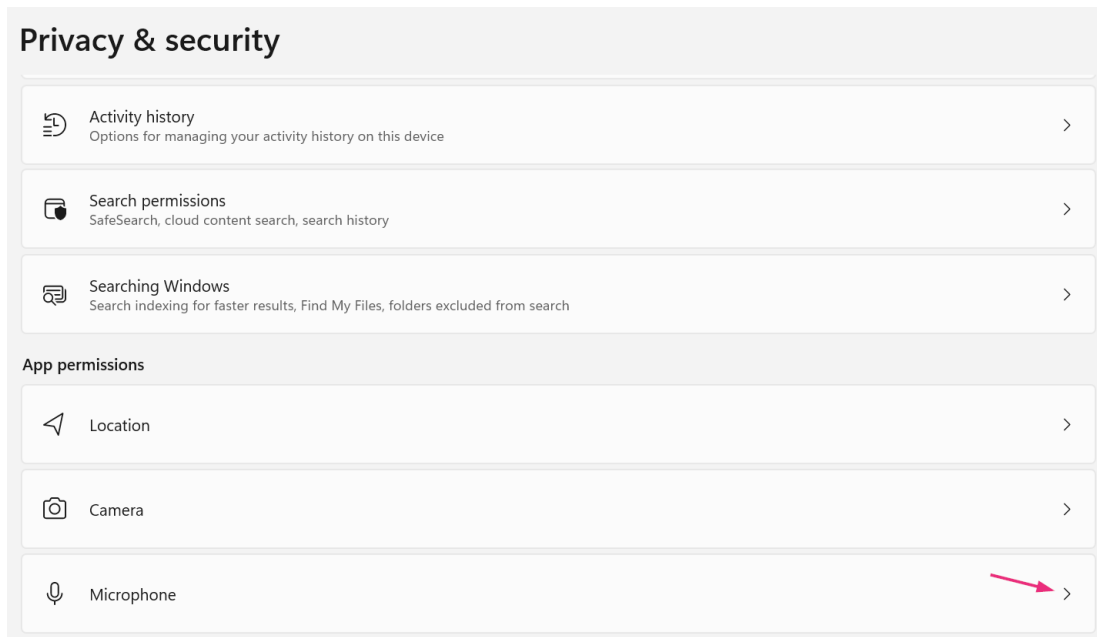 Privacy & security
Activity history
Options for managing your activity history on this device
Search permissions
SafeSearch, cloud content search, search history
Searching Windows
Search indexing for faster results, Find My Files, folders excluded from search
App permissions
Location
Camera
Microphone